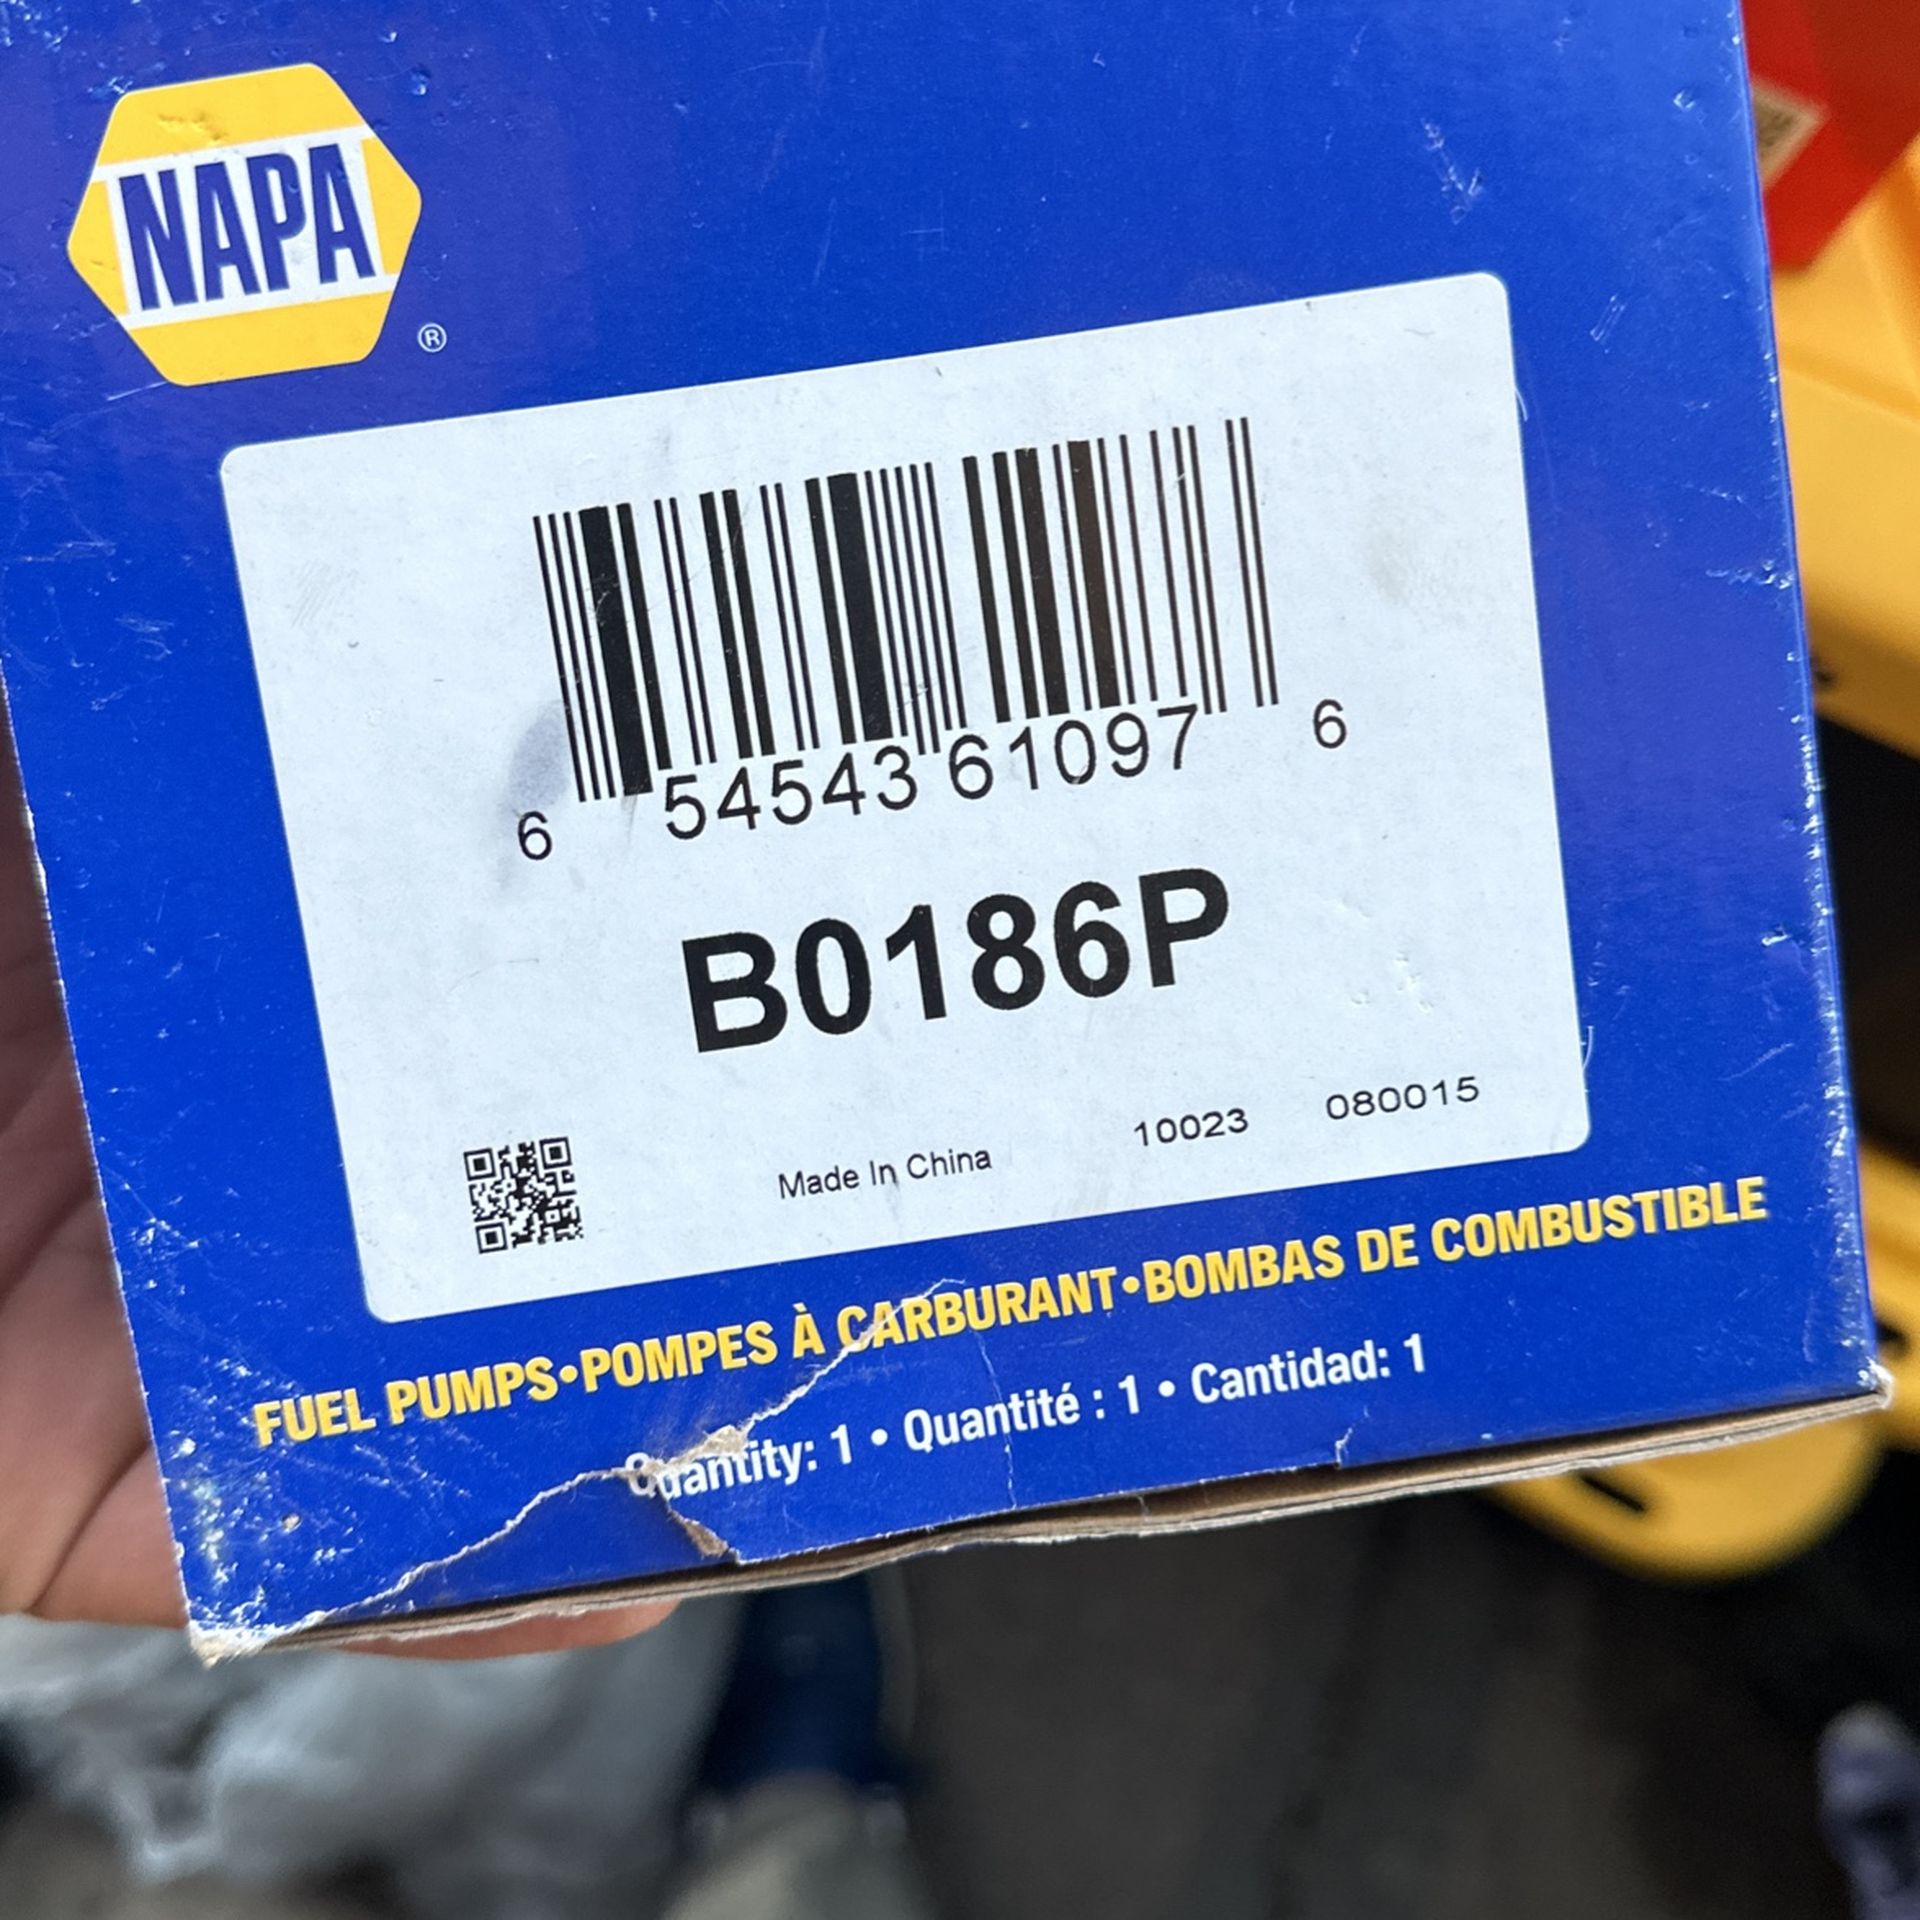 NAPA
®
6 54543 61097 6
B0186P
Made In China 10023 080015
FUEL PUMPS•POMPES À CARBURANT•BOMBAS DE COMBUSTIBLE
Quantity: 1 • Quantité : 1 • Cantidad: 1